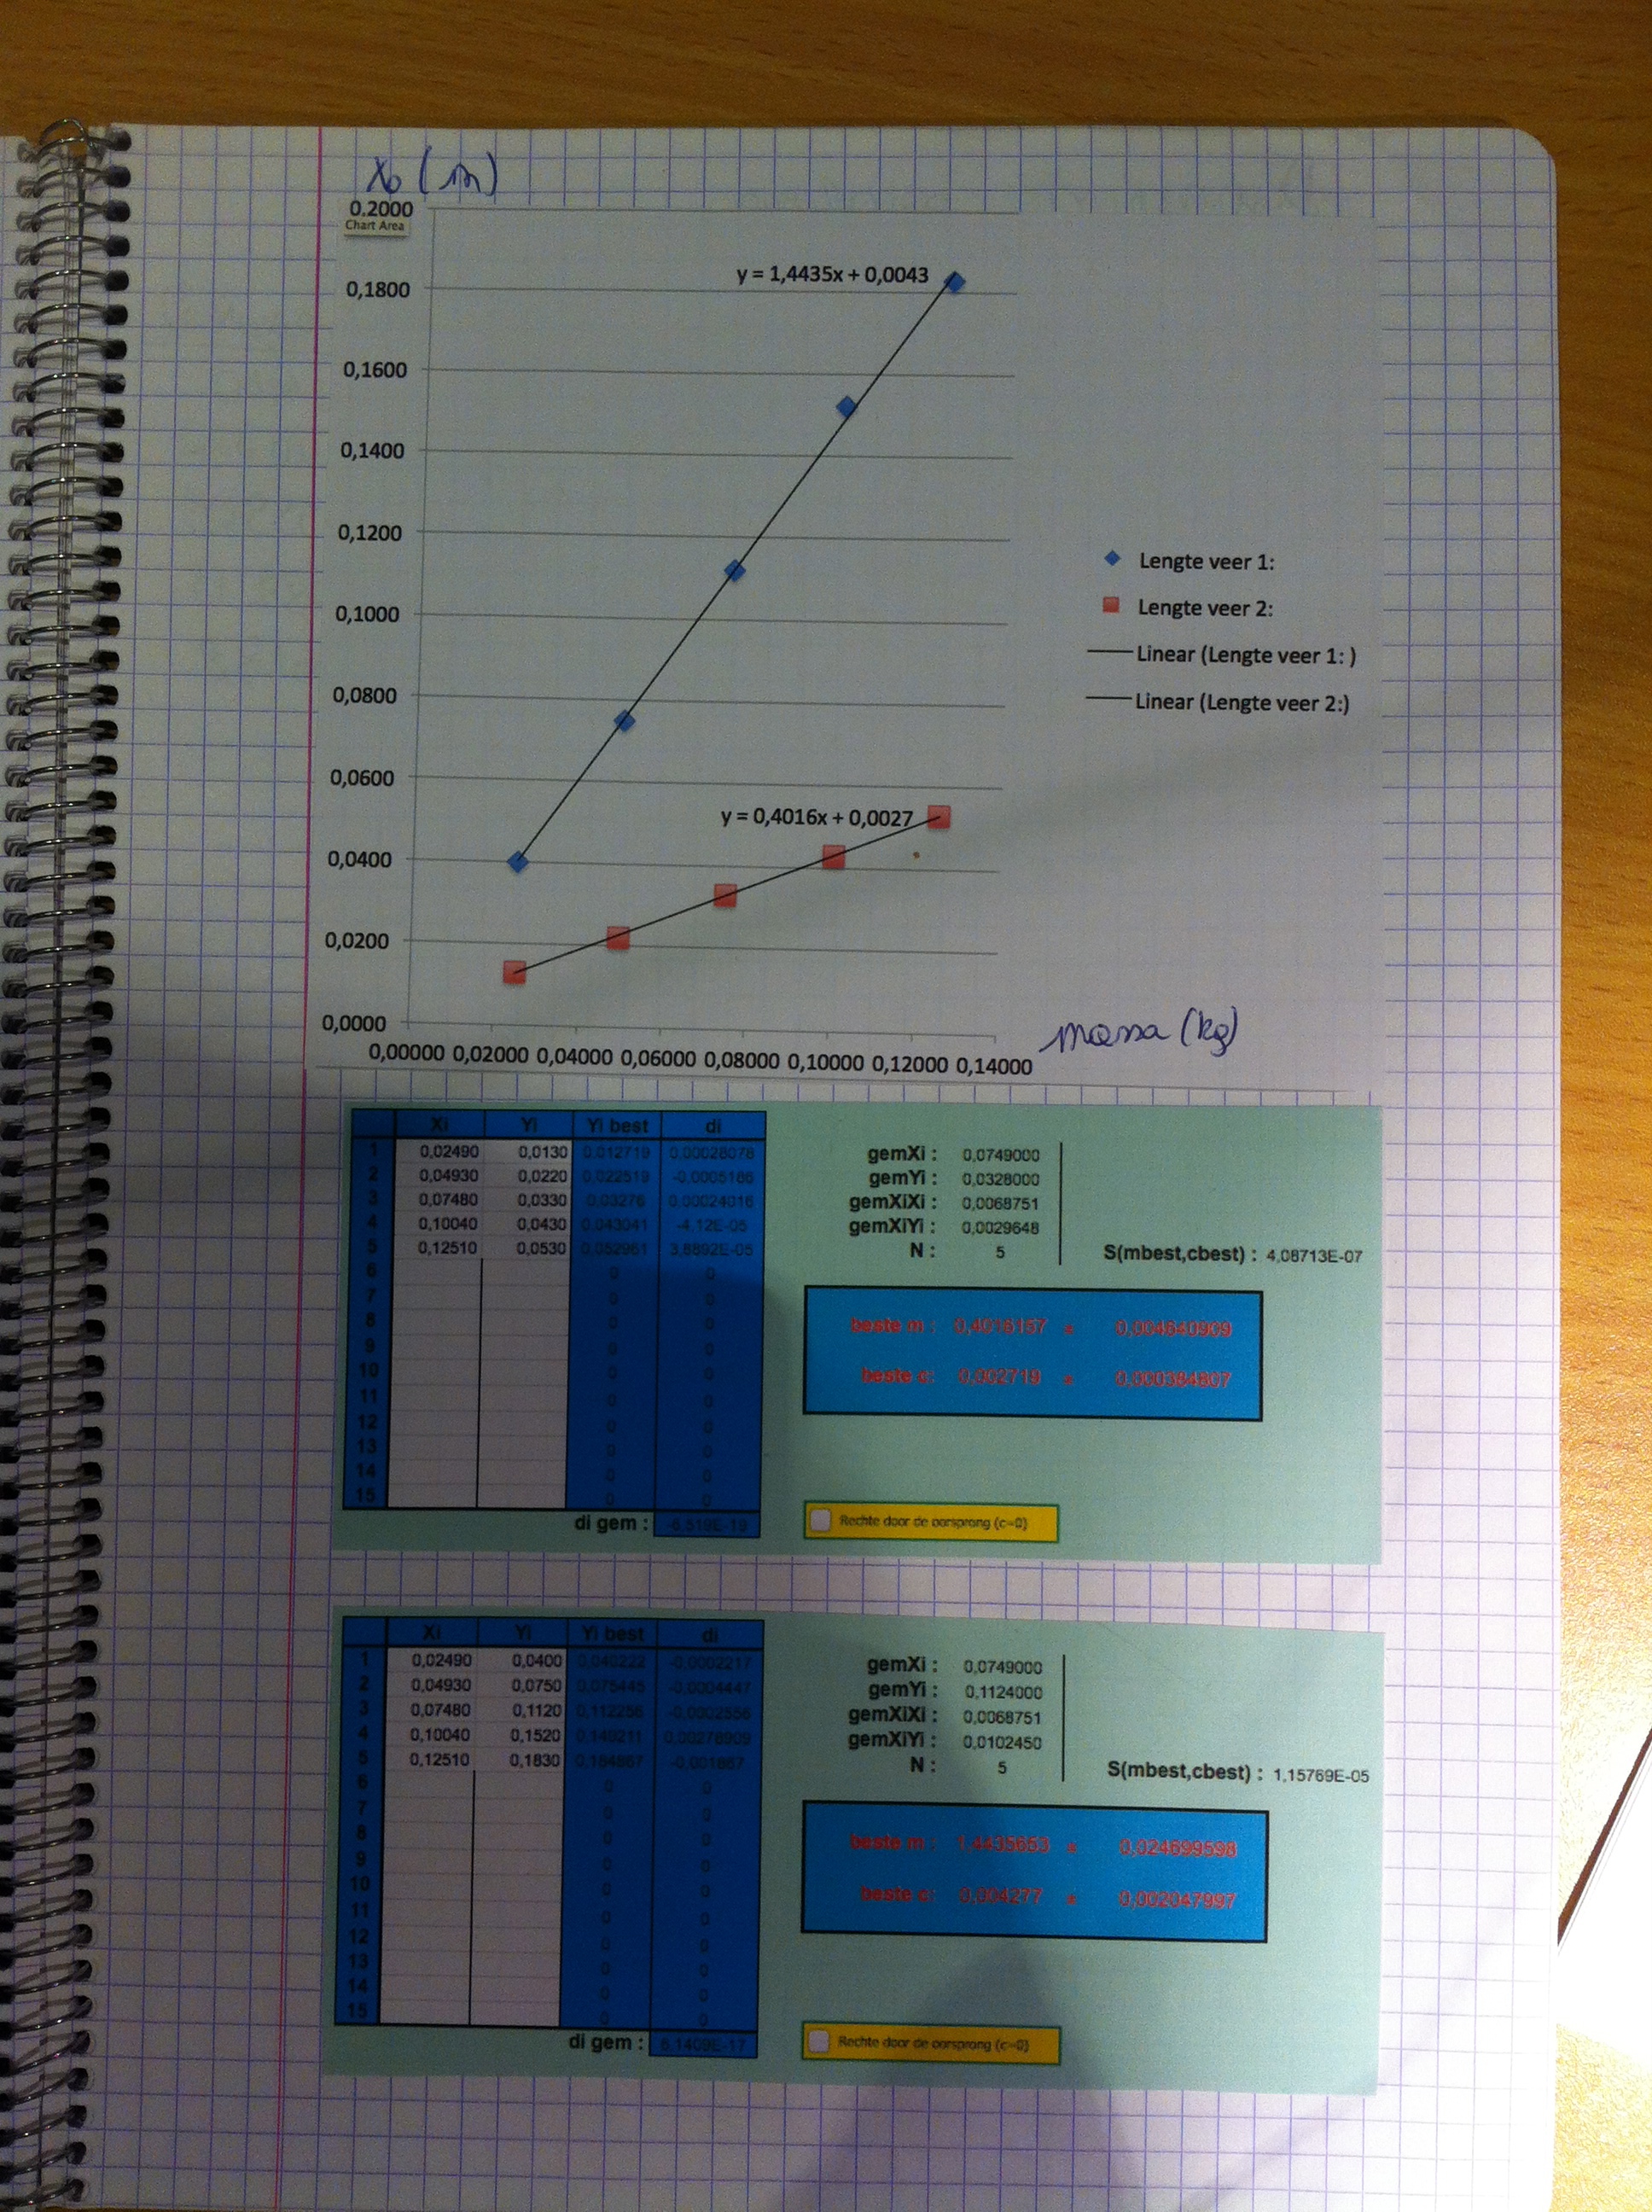 X₀ (m)
0.2000
Chart Area
y = 1,4435x + 0,0043
0,1800
0,1600
0,1400
0,1200
Lengte veer 1:
Lengte veer 2:
0,1000
Linear (Lengte veer 1: )
0,0800
Linear (Lengte veer 2:)
0,0600
y = 0,4016x + 0,0027
0,0400
0,0200
0,0000
massa (kg)
0,00000 0,02000 0,04000 0,06000 0,08000 0,10000 0,12000 0,14000
Xi Yi Yi best di
1 0,02490 0,0130 0,012719 0,00028078
2 0,04930 0,0220 0,022519 -0,0005186
3 0,07480 0,0330 0,03276 0,00024016
4 0,10040 0,0430 0,043041 -4,12E-05
5 0,12510 0,0530 0,052961 3,8892E-05
6 0 0
7 0 0
8 0 0
9 0 0
10 0 0
11 0 0
12 0 0
13 0 0
14 0 0
15 0 0
di gem : -6,519E-19
gemXi : 0,0749000
gemYi : 0,0328000
gemXiXi : 0,0068751
gemXiYi : 0,0029648
N : 5
S(mbest,cbest) : 4,08713E-07
beste m : 0,4016157 ± 0,004640909
beste c: 0,002719 ± 0,000384807
Rechte door de oorsprong (c=0)
Xi Yi Yi best di
1 0,02490 0,0400 0,040222 -0,0002217
2 0,04930 0,0750 0,075445 -0,0004447
3 0,07480 0,1120 0,112256 -0,0002556
4 0,10040 0,1520 0,149211 0,00278909
5 0,12510 0,1830 0,184867 -0,001867
6 0 0
7 0 0
8 0 0
9 0 0
10 0 0
11 0 0
12 0 0
13 0 0
14 0 0
15 0 0
di gem : 6,1409E-17
gemXi : 0,0749000
gemYi : 0,1124000
gemXiXi : 0,0068751
gemXiYi : 0,0102450
N : 5
S(mbest,cbest) : 1,15769E-05
beste m : 1,4435653 ± 0,024699598
beste c: 0,004277 ± 0,002047997
Rechte door de oorsprong (c=0)